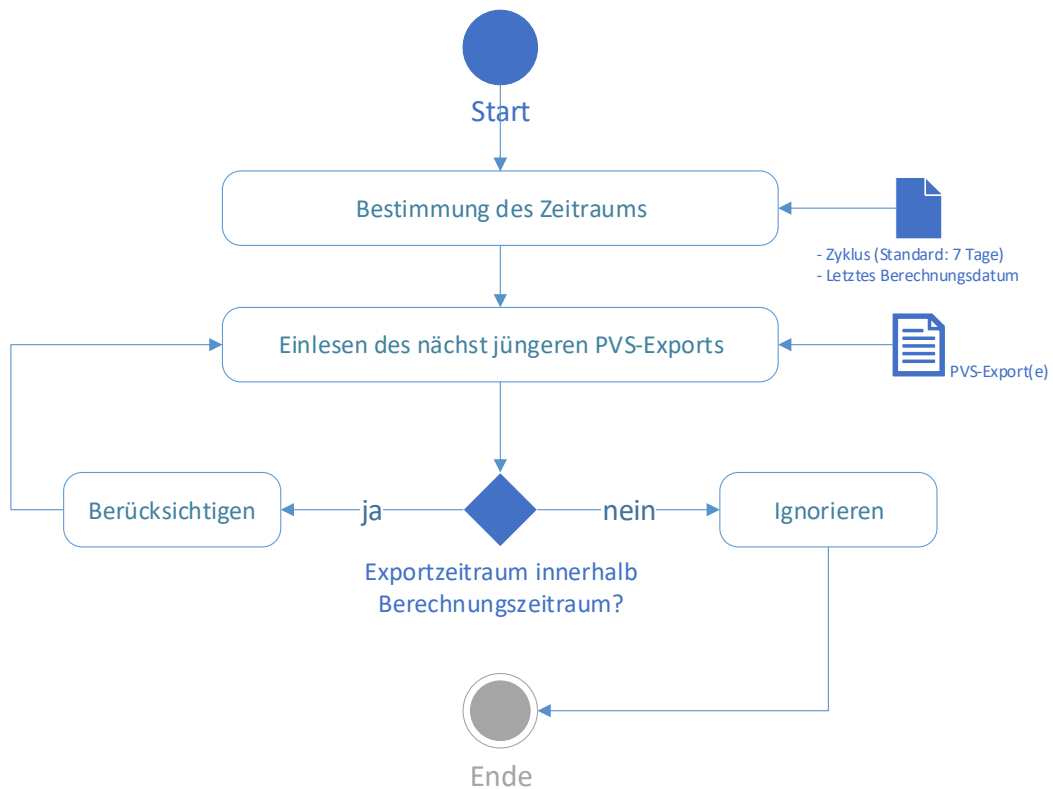 Start
Bestimmung des Zeitraums
- Zyklus (Standard: 7 Tage)
- Letztes Berechnungsdatum
Einlesen des nächst jüngeren PVS-Exports
PVS-Export(e)
Berücksichtigen
ja
nein
Ignorieren
Exportzeitraum innerhalb
Berechnungszeitraum?
Ende